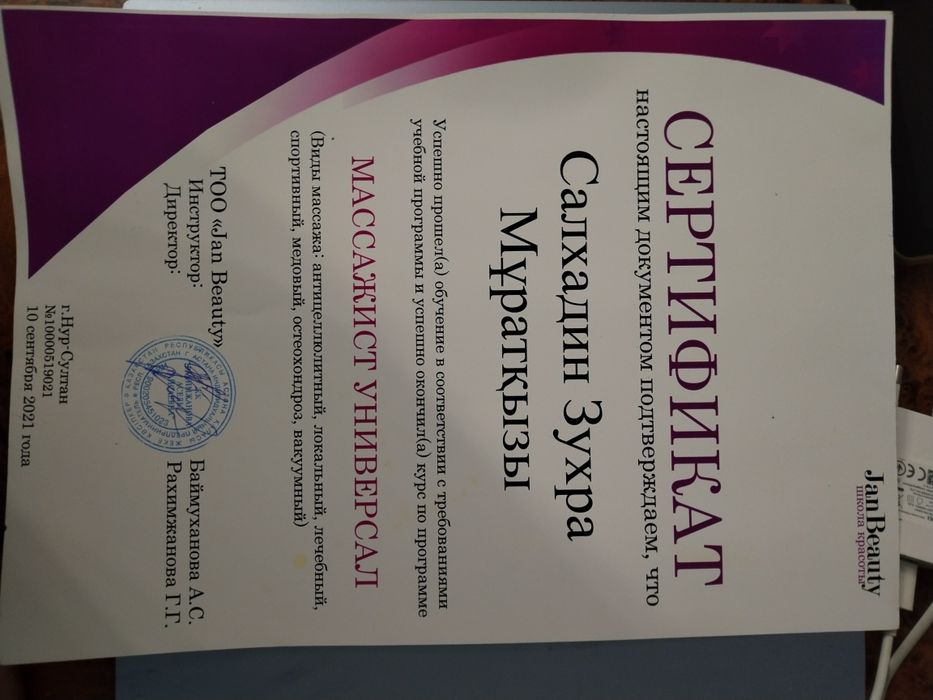 JanBeauty
школа красоты
СЕРТИФИКАТ
настоящим документом подтверждаем, что
Салхадин Зухра
Мұратқызы
Успешно прошел(а) обучение в соответствии с требованиями
учебной программы и успешно окончил(а) курс по программе
МАССАЖИСТ УНИВЕРСАЛ
(Виды массажа: антицеллюлитный, локальный, лечебный,
спортивный, медовый, остеохондроз, вакуумный)
ТОО «Jan Beauty»
Инструктор: Баймуханова А.С.
Директор: Рахимжанова Г.Г.
г.Нур-Султан
№10000519021
10 сентября 2021 года